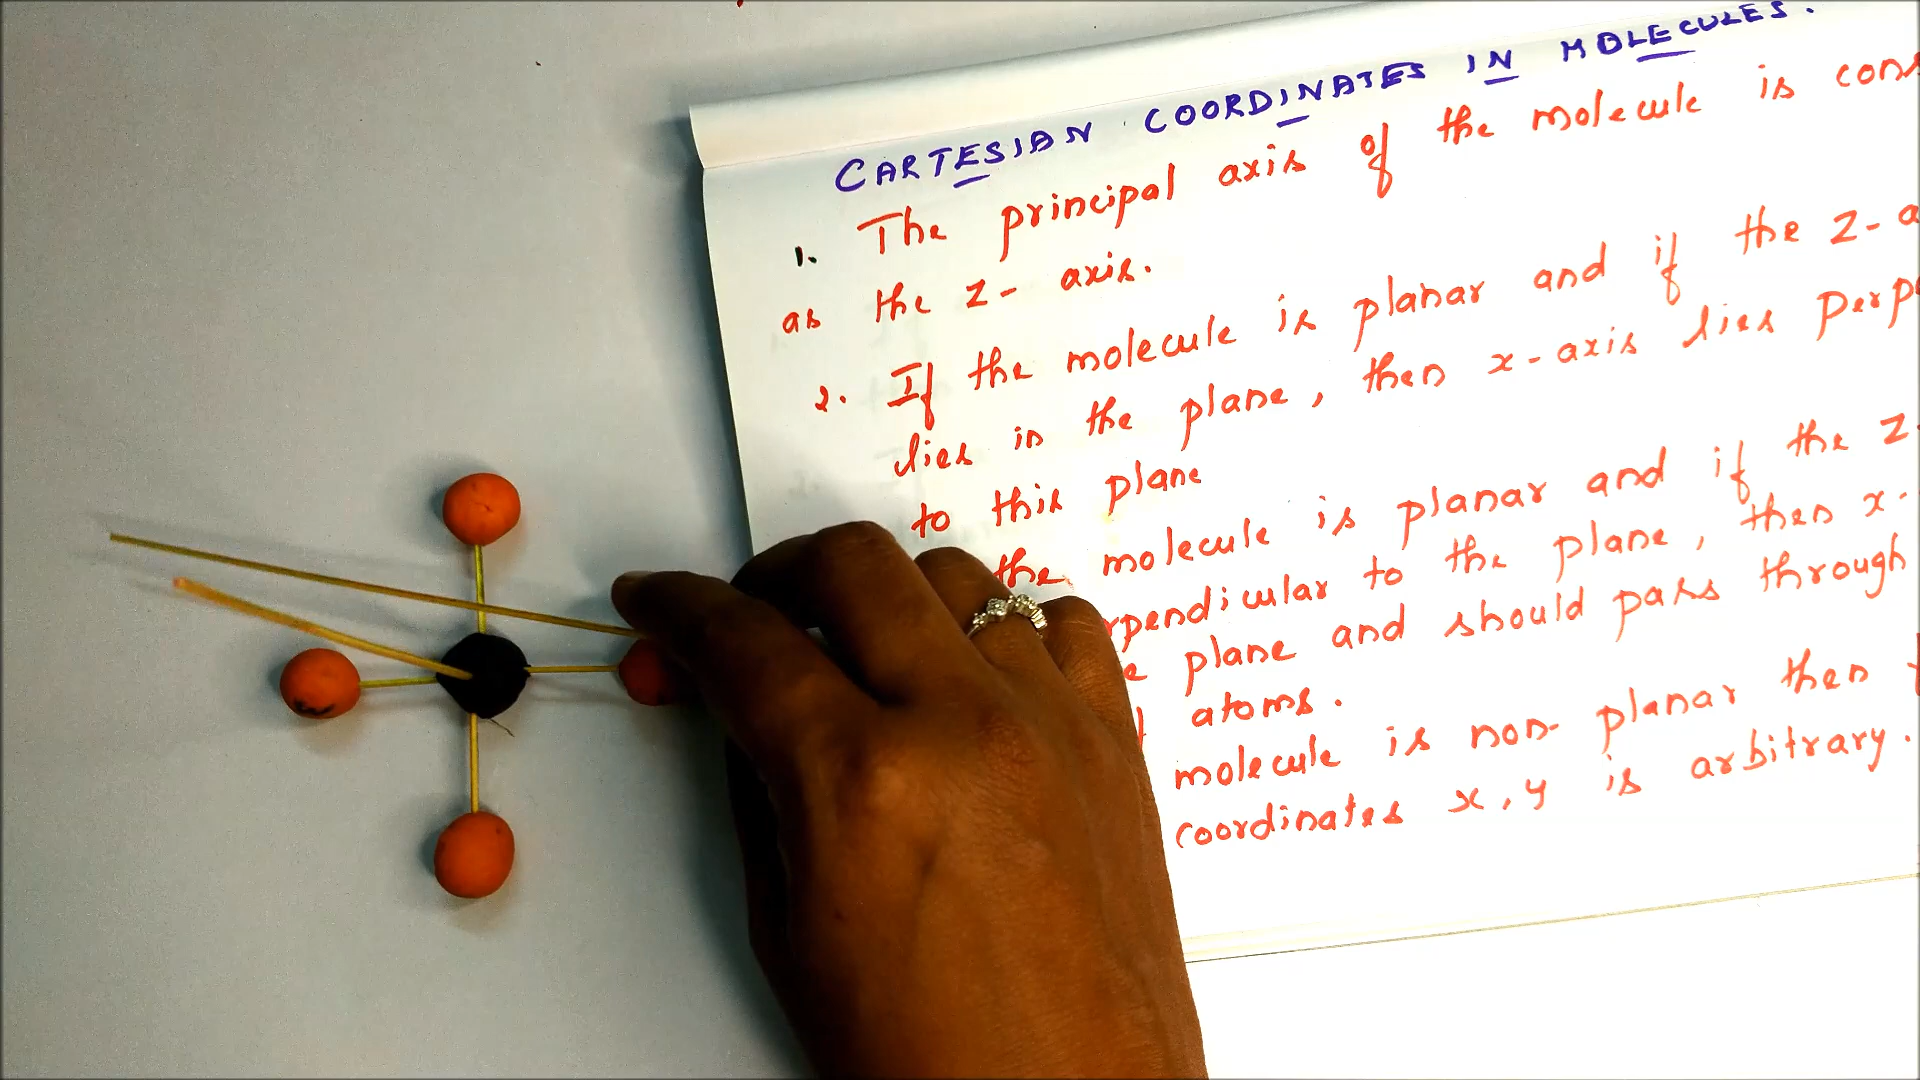 CARTESIAN COORDINATES IN MOLECULES.
1. The principal axis of the molecule is
as the z- axis.
2. If the molecule is planar and if the z-
lies in the plane, then x-axis lies
to this plane
the molecule is planar and if the z
to the plane, then x-
plane and should pass through
atoms.
molecule is non-planar then
coordinates x, y is arbitrary.